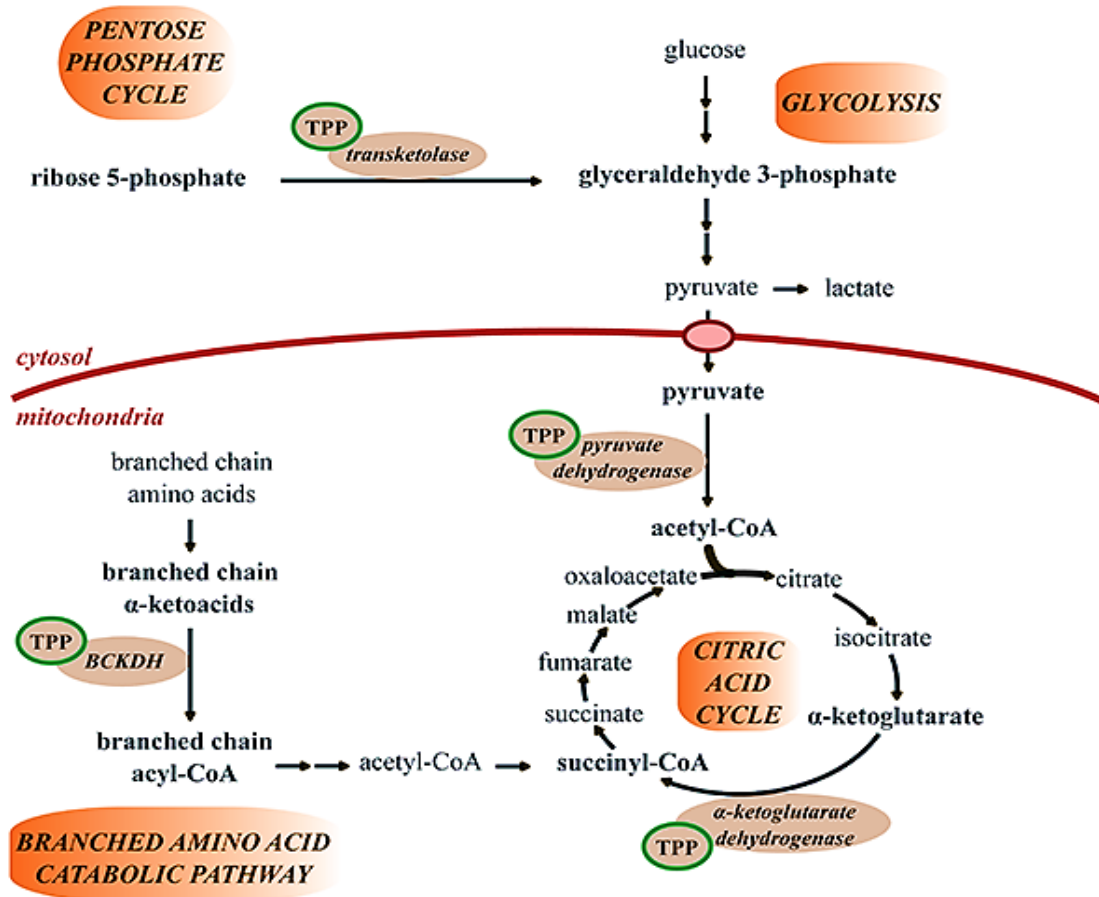 PENTOSE
PHOSPHATE
CYCLE
glucose
GLYCOLYSIS
TPP
transketolase
ribose 5-phosphate
glyceraldehyde 3-phosphate
pyruvate
lactate
cytosol
mitochondria
pyruvate
TPP
pyruvate
dehydrogenase
branched chain
amino acids
acetyl-CoA
branched chain
α-ketoacids
oxaloacetate
citrate
malate
isocitrate
TPP
BCKDH
fumarate
CITRIC
ACID
CYCLE
succinate
α-ketoglutarate
branched chain
acyl-CoA
acetyl-CoA
succinyl-CoA
α-ketoglutarate
dehydrogenase
TPP
BRANCHED AMINO ACID
CATABOLIC PATHWAY